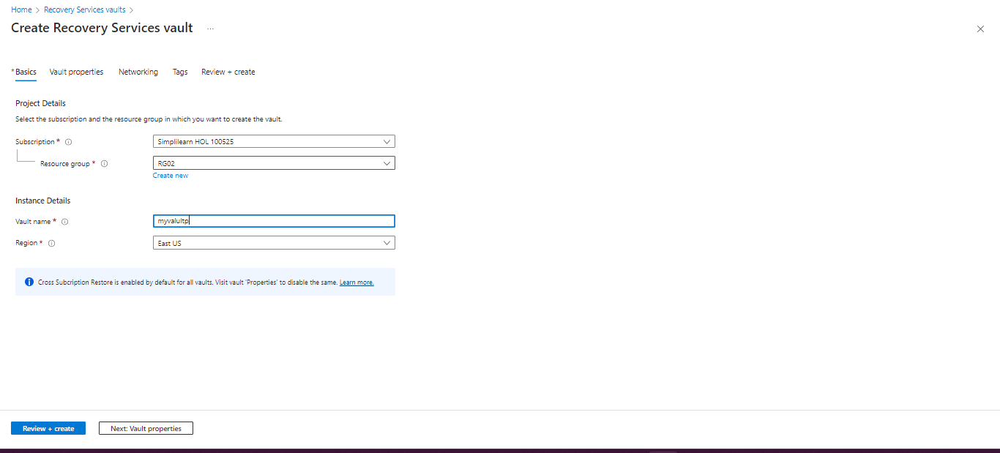 Home > Recovery Services vaults >
Create Recovery Services vault ...
* Basics Vault properties Networking Tags Review + create
Project Details
Select the subscription and the resource group in which you want to create the vault.
Subscription * Simplilearn HOL 100525
Resource group * RG02
Create new
Instance Details
Vault name * myvalultp
Region * East US
Cross Subcription Restore is enabled by default for all vaults. Visit vault 'Properties' to disable the same. Learn more.
Review + create Next: Vault properties